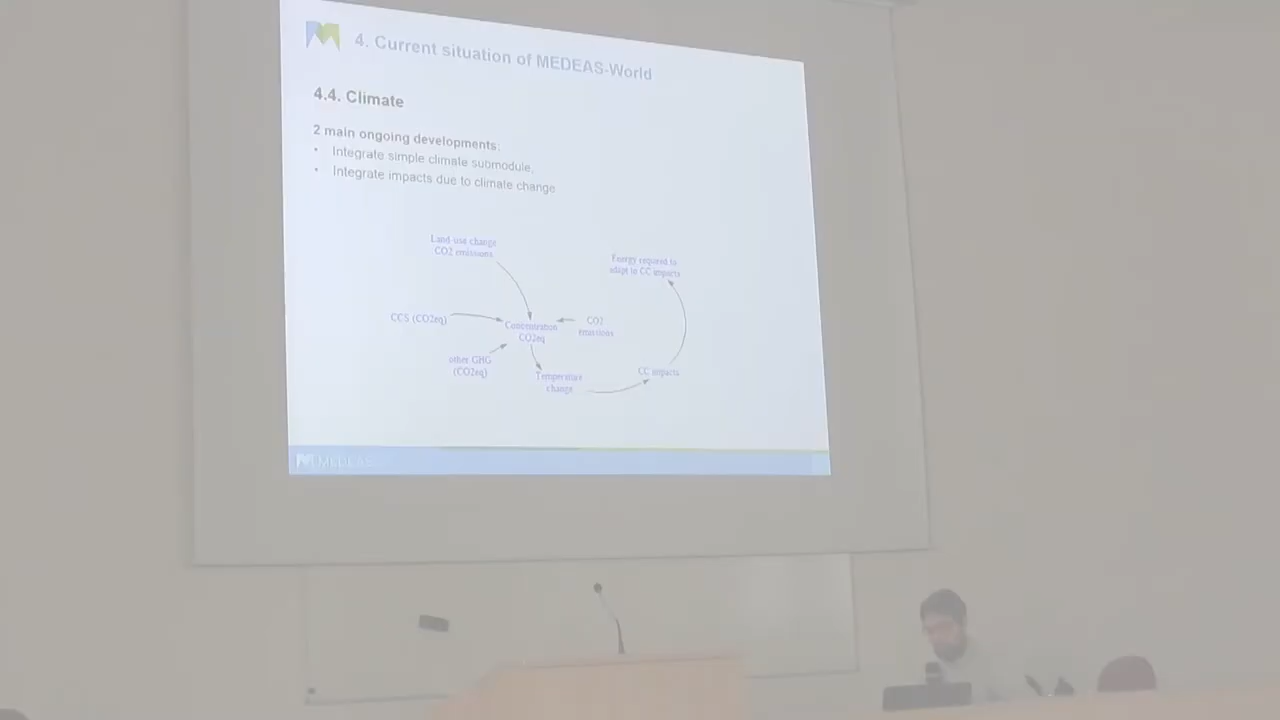 4. Current situation of MEDEAS-World
4.4. Climate
2 main ongoing developments:
• Integrate simple climate submodule,
• Integrate impacts due to climate change
Land-use change
CO2 emissions
Energy required to
adapt to CC impacts
CCS (CO2eq)
Concentration
CO2eq
CO2
emissions
other GHG
(CO2eq)
Temperature
change
CC impacts
MEDEAS